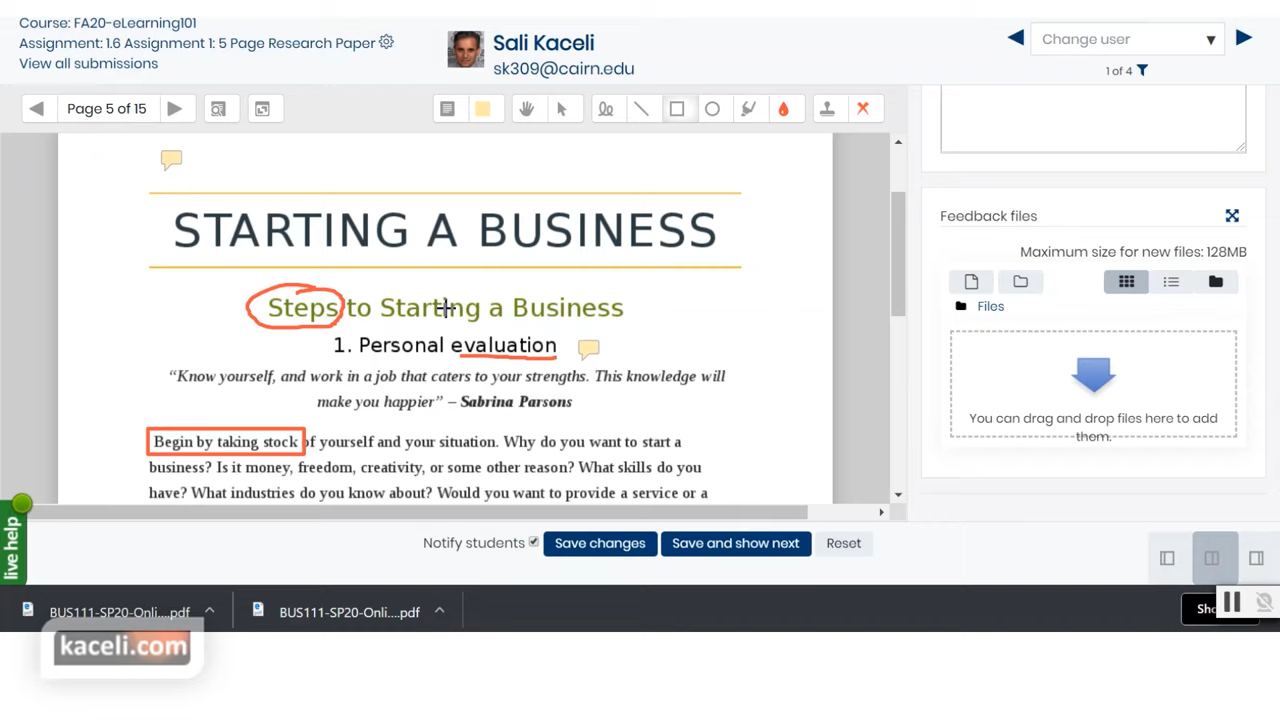 Course: FA20-eLearning101
Assignment: 1.6 Assignment 1: 5 Page Research Paper
View all submissions
Sali Kaceli
sk309@cairn.edu
Change user
1 of 4
Page 5 of 15
STARTING A BUSINESS
Steps to Starting a Business
1. Personal evaluation
“Know yourself, and work in a job that caters to your strengths. This knowledge will
make you happier” – Sabrina Parsons
Begin by taking stock of yourself and your situation. Why do you want to start a
business? Is it money, freedom, creativity, or some other reason? What skills do you
have? What industries do you know about? Would you want to provide a service or a
Feedback files
Maximum size for new files: 128MB
Files
You can drag and drop files here to add
them.
live help
Notify students
Save changes
Save and show next
Reset
BUS111-SP20-Onli....pdf
BUS111-SP20-Onli....pdf
kaceli.com